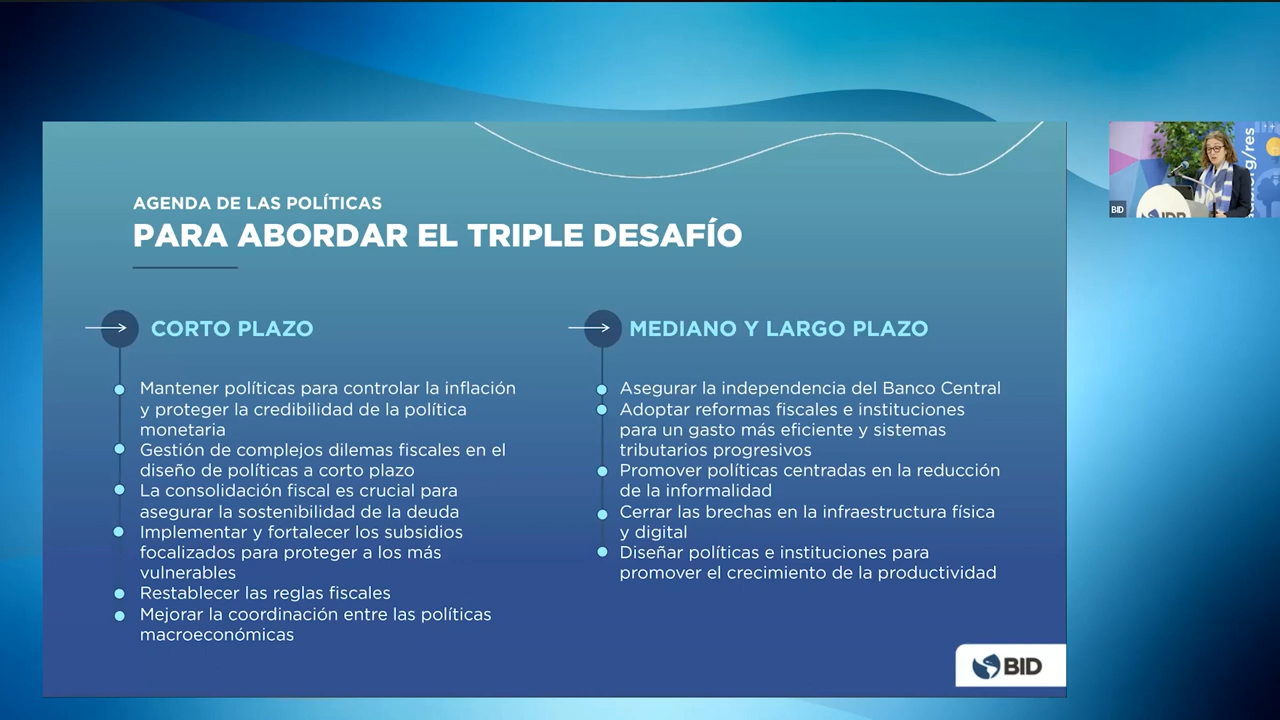 AGENDA DE LAS POLÍTICAS
PARA ABORDAR EL TRIPLE DESAFÍO
CORTO PLAZO
Mantener políticas para controlar la inflación
y proteger la credibilidad de la política
monetaria
Gestión de complejos dilemas fiscales en el
diseño de políticas a corto plazo
La consolidación fiscal es crucial para
asegurar la sostenibilidad de la deuda
Implementar y fortalecer los subsidios
focalizados para proteger a los más
vulnerables
Restablecer las reglas fiscales
Mejorar la coordinación entre las políticas
macroeconómicas
MEDIANO Y LARGO PLAZO
Asegurar la independencia del Banco Central
Adoptar reformas fiscales e instituciones
para un gasto más eficiente y sistemas
tributarios progresivos
Promover políticas centradas en la reducción
de la informalidad
Cerrar las brechas en la infraestructura física
y digital
Diseñar políticas e instituciones para
promover el crecimiento de la productividad
BID
BID
g/res